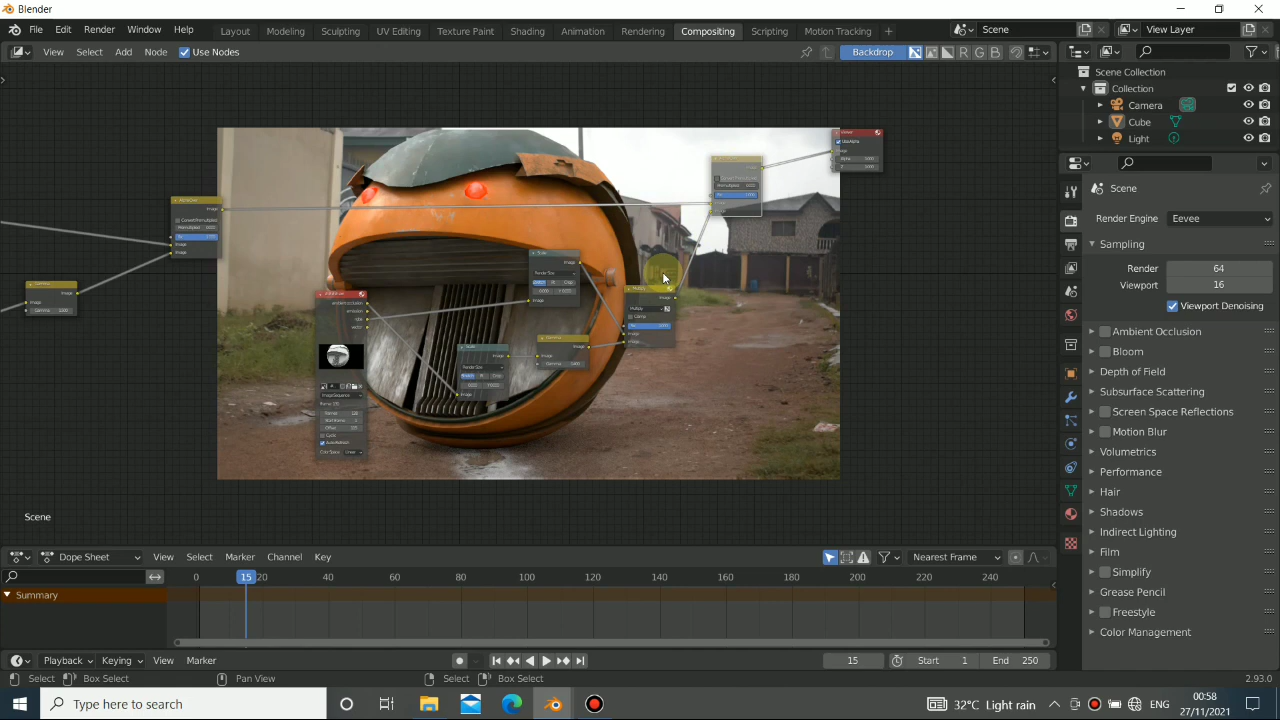 Blender
File Edit Render Window Help Layout Modeling Sculpting UV Editing Texture Paint Shading Animation Rendering Compositing Scripting Motion Tracking + Scene View Layer
View Select Add Node Use Nodes Backdrop R G B
Scene Collection
Collection
Camera
Cube
Light
Scene
Render Engine Eevee
Sampling
Render 64
Viewport 16
Viewport Denoising
Ambient Occlusion
Bloom
Depth of Field
Subsurface Scattering
Screen Space Reflections
Motion Blur
Volumetrics
Performance
Hair
Shadows
Indirect Lighting
Film
Simplify
Grease Pencil
Freestyle
Color Management
Scene
Dope Sheet View Select Marker Channel Key Nearest Frame
0 15 20 40 60 80 100 120 140 160 180 200 220 240
Summary
Playback Keying View Marker 15 Start 1 End 250
Select Box Select Pan View Select Box Select 2.93.0
Type here to search 32°C Light rain ENG 00:58
27/11/2021